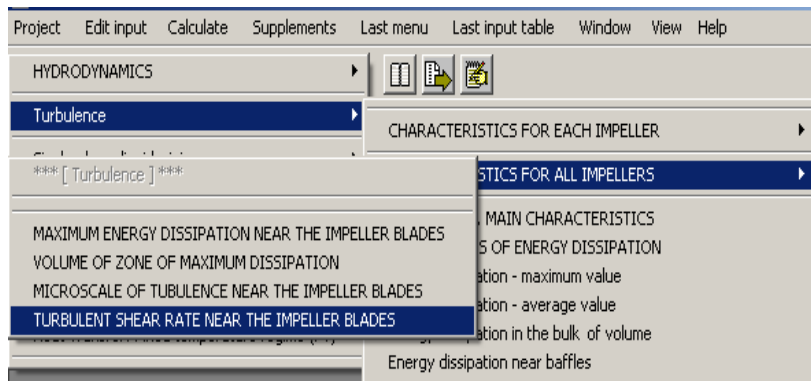 Project Edit input Calculate Supplements Last menu Last input table Window View Help
HYDRODYNAMICS
Turbulence
CHARACTERISTICS FOR EACH IMPELLER
*** [ Turbulence ] ***
STICS FOR ALL IMPELLERS
MAXIMUM ENERGY DISSIPATION NEAR THE IMPELLER BLADES
VOLUME OF ZONE OF MAXIMUM DISSIPATION
MICROSCALE OF TUBULENCE NEAR THE IMPELLER BLADES
TURBULENT SHEAR RATE NEAR THE IMPELLER BLADES
MAIN CHARACTERISTICS
S OF ENERGY DISSIPATION
ation - maximum value
ation - average value
ation in the bulk of volume
Energy dissipation near baffles